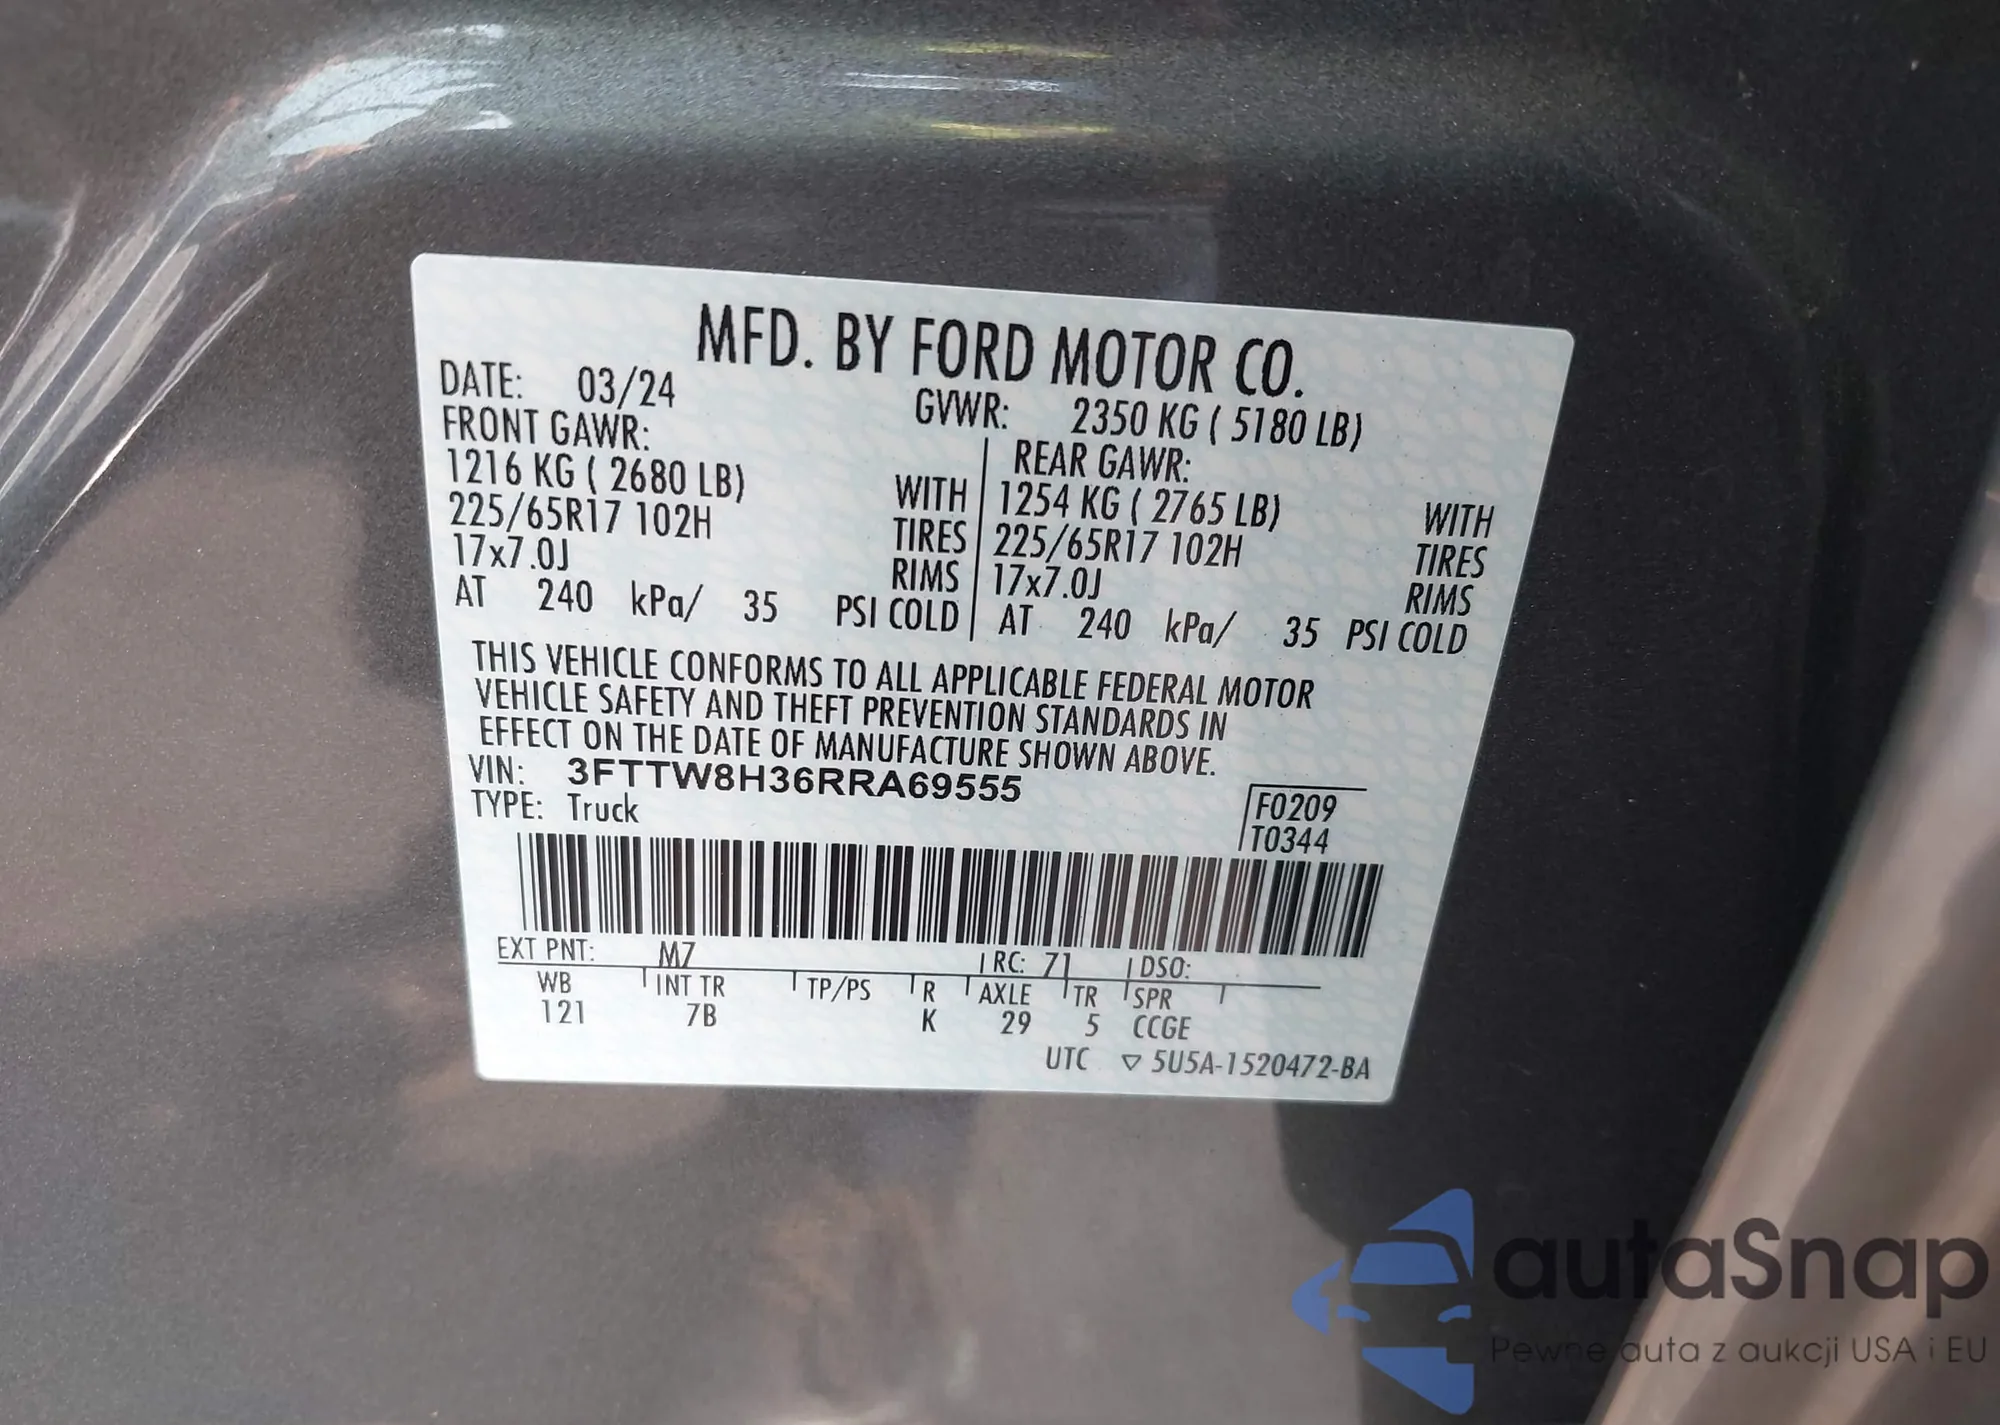 MFD. BY FORD MOTOR CO.
DATE: 03/24 GVWR: 2350 KG ( 5180 LB)
FRONT GAWR: REAR GAWR:
1216 KG ( 2680 LB) WITH 1254 KG ( 2765 LB) WITH
225/65R17 102H TIRES 225/65R17 102H TIRES
17x7.0J RIMS 17x7.0J RIMS
AT 240 kPa/ 35 PSI COLD AT 240 kPa/ 35 PSI COLD
THIS VEHICLE CONFORMS TO ALL APPLICABLE FEDERAL MOTOR
VEHICLE SAFETY AND THEFT PREVENTION STANDARDS IN
EFFECT ON THE DATE OF MANUFACTURE SHOWN ABOVE.
VIN: 3FTTW8H36RRA69555
TYPE: Truck
F0209
T0344
EXT PNT: M7 RC: 71 DSO:
WB INT TR TP/PS R AXLE TR SPR
121 7B K 29 5 CCGE
UTC ▽ 5U5A-1520472-BA
autaSnap
Pewne auta z aukcji USA i EU